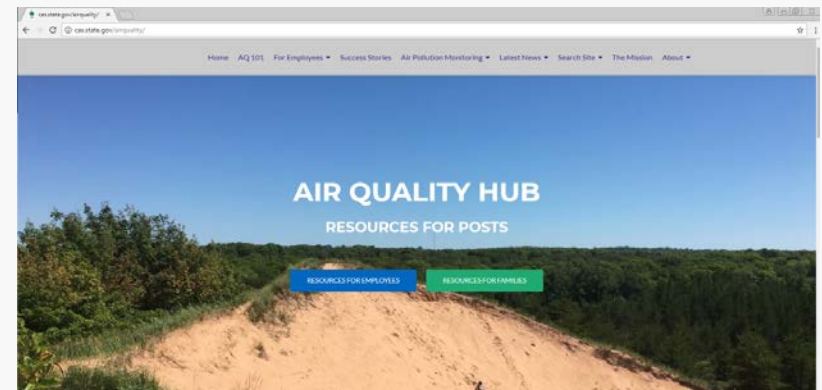 cas.state.gov/airquality/
cas.state.gov/airquality/
Home AQ 101 For Employees Success Stories Air Pollution Monitoring Latest News Search Site The Mission About
AIR QUALITY HUB
RESOURCES FOR POSTS
RESOURCES FOR EMPLOYEES RESOURCES FOR FAMILIES